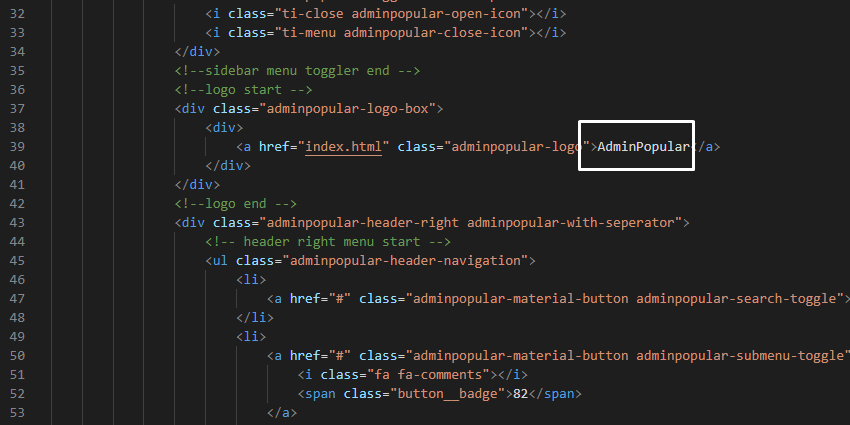 32 <i class="ti-close adminpopular-open-icon"></i>
33 <i class="ti-menu adminpopular-close-icon"></i>
34 </div>
35 <!--sidebar menu toggler end -->
36 <!--logo start -->
37 <div class="adminpopular-logo-box">
38 <div>
39 <a href="index.html" class="adminpopular-logo">AdminPopular</a>
40 </div>
41 </div>
42 <!--logo end -->
43 <div class="adminpopular-header-right adminpopular-with-seperator">
44 <!-- header right menu start -->
45 <ul class="adminpopular-header-navigation">
46 <li>
47 <a href="#" class="adminpopular-material-button adminpopular-search-toggle">
48 </li>
49 <li>
50 <a href="#" class="adminpopular-material-button adminpopular-submenu-toggle"
51 <i class="fa fa-comments"></i>
52 <span class="button__badge">82</span>
53 </a>